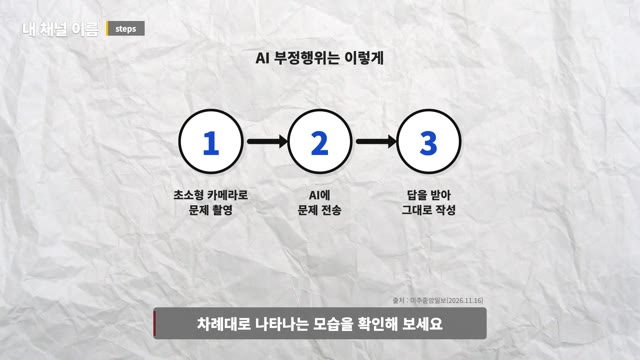 내 채널 이름
steps
AI 부정행위는 이렇게
1
2
3
초소형 카메라로
문제 촬영
AI에
문제 전송
답을 받아
그대로 작성
출처 : 미주중앙일보(2026.11.16)
차례대로 나타나는 모습을 확인해 보세요